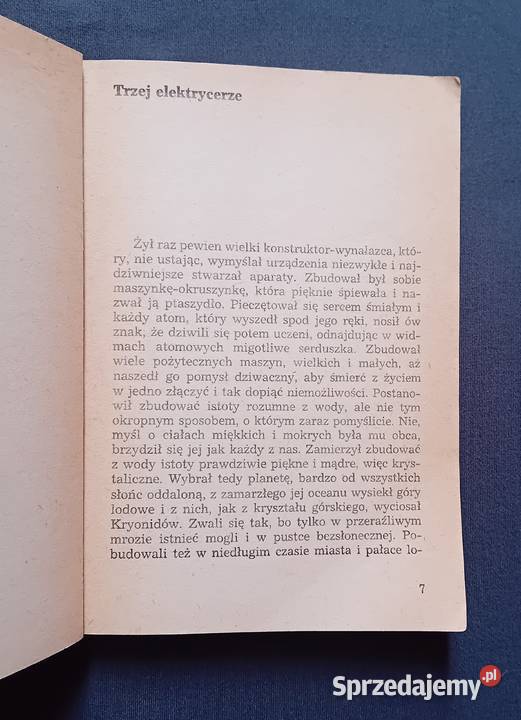 Trzej elektrycerze
Żył raz pewien wielki konstruktor-wynalazca, któ-
ry, nie ustając, wymyślał urządzenia niezwykłe i naj-
dziwniejsze stwarzał aparaty. Zbudował był sobie
maszynkę-okruszynkę, która pięknie śpiewała i na-
zwał ją ptaszydło. Pieczętował się sercem śmiałym i
każdy atom, który wyszedł spod jego ręki, nosił ów
znak, że dziwili się potem uczeni, odnajdując w wid-
mach atomowych migotliwe serduszka. Zbudował
wiele pożytecznych maszyn, wielkich i małych, aż
naszedł go pomysł dziwaczny, aby śmierć z życiem
w jedno złączyć i tak dopiąć niemożliwości. Postano-
wił zbudować istoty rozumne z wody, ale nie tym
okropnym sposobem, o którym zaraz pomyślicie. Nie,
myśl o ciałach miękkich i mokrych była mu obca,
brzydził się jej jak każdy z nas. Zamierzył zbudować
z wody istoty prawdziwie piękne i mądre, więc krys-
taliczne. Wybrał tedy planetę, bardzo od wszystkich
słońc oddaloną, z zamarzłego jej oceanu wysiekł góry
lodowe i z nich, jak z kryształu górskiego, wyciosał
Kryonidów. Zwali się tak, bo tylko w przeraźliwym
mrozie istnieć mogli i w pustce bezsłonecznej. Po-
budowali też w niedługim czasie miasta i pałace lo-
7
Sprzedajemy.pl